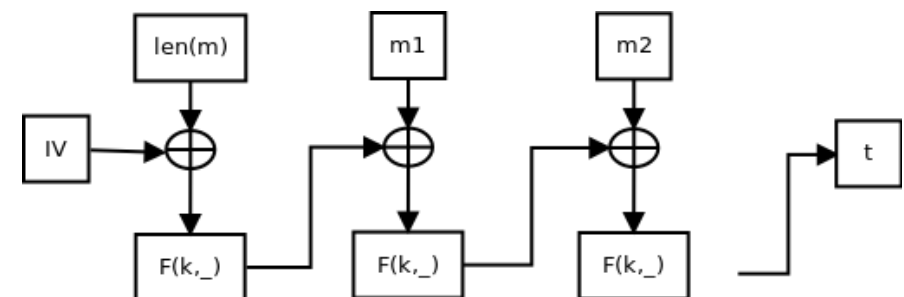 len(m)
m1
m2
IV
t
F(k,_)
F(k,_)
F(k,_)